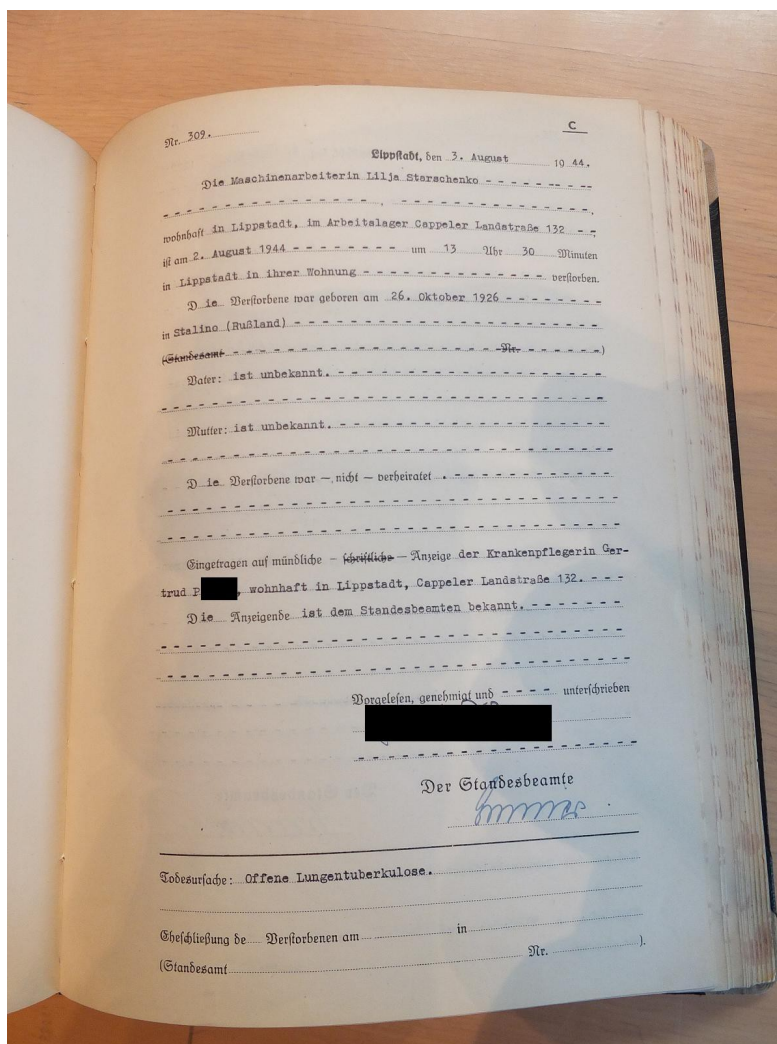 Nr. 309.
C
Lippstadt, den 3. August 19 44.
Die Maschinenarbeiterin Lilja Starschenko - - - - - - - - -
- - - - - - - - - - - - - - - - , - - - - - - - - - - - - - - - - .
wohnhaft in Lippstadt, im Arbeitslager Cappeler Landstraße 132 - -,
ist am 2. August 1944 - - - - - - - - um 13 Uhr 30 Minuten
in Lippstadt in ihrer Wohnung - - - - - - - - - - - - - - verstorben.
Die Verstorbene war geboren am 26. Oktober 1926 - - - - - - - -
in Stalino (Rußland) - - - - - - - - - - - - - - - - - - - - - - - -
(Standesamt - - - - - - - - - - - - - - - - - - - - Nr. - - - - - -)
Vater: ist unbekannt. - - - - - - - - - - - - - - - - - - - - - -
- - - - - - - - - - - - - - - - - - - - - - - - - - - - - - - - - -
Mutter: ist unbekannt. - - - - - - - - - - - - - - - - - - - - - -
- - - - - - - - - - - - - - - - - - - - - - - - - - - - - - - - - -
Die Verstorbene war — nicht — verheiratet . - - - - - - - - - - - -
- - - - - - - - - - - - - - - - - - - - - - - - - - - - - - - - - -
- - - - - - - - - - - - - - - - - - - - - - - - - - - - - - - - - -
Eingetragen auf mündliche — schriftliche — Anzeige der Krankenpflegerin Ger-
trud P , wohnhaft in Lippstadt, Cappeler Landstraße 132. - - -
Die Anzeigende ist dem Standesbeamten bekannt. - - - - - - - -
- - - - - - - - - - - - - - - - - - - - - - - - - - - - - - - - - -
- - - - - - - - - - - - - - - - - - - - - - - - - - - - - - - - - -
Vorgelesen, genehmigt und - - - - unterschrieben
- - - - - - - - - - - - - - - - - - - - -
Der Standesbeamte
Todesursache: Offene Lungentuberkulose.
Eheschließung de Verstorbenen am in
(Standesamt Nr. ).